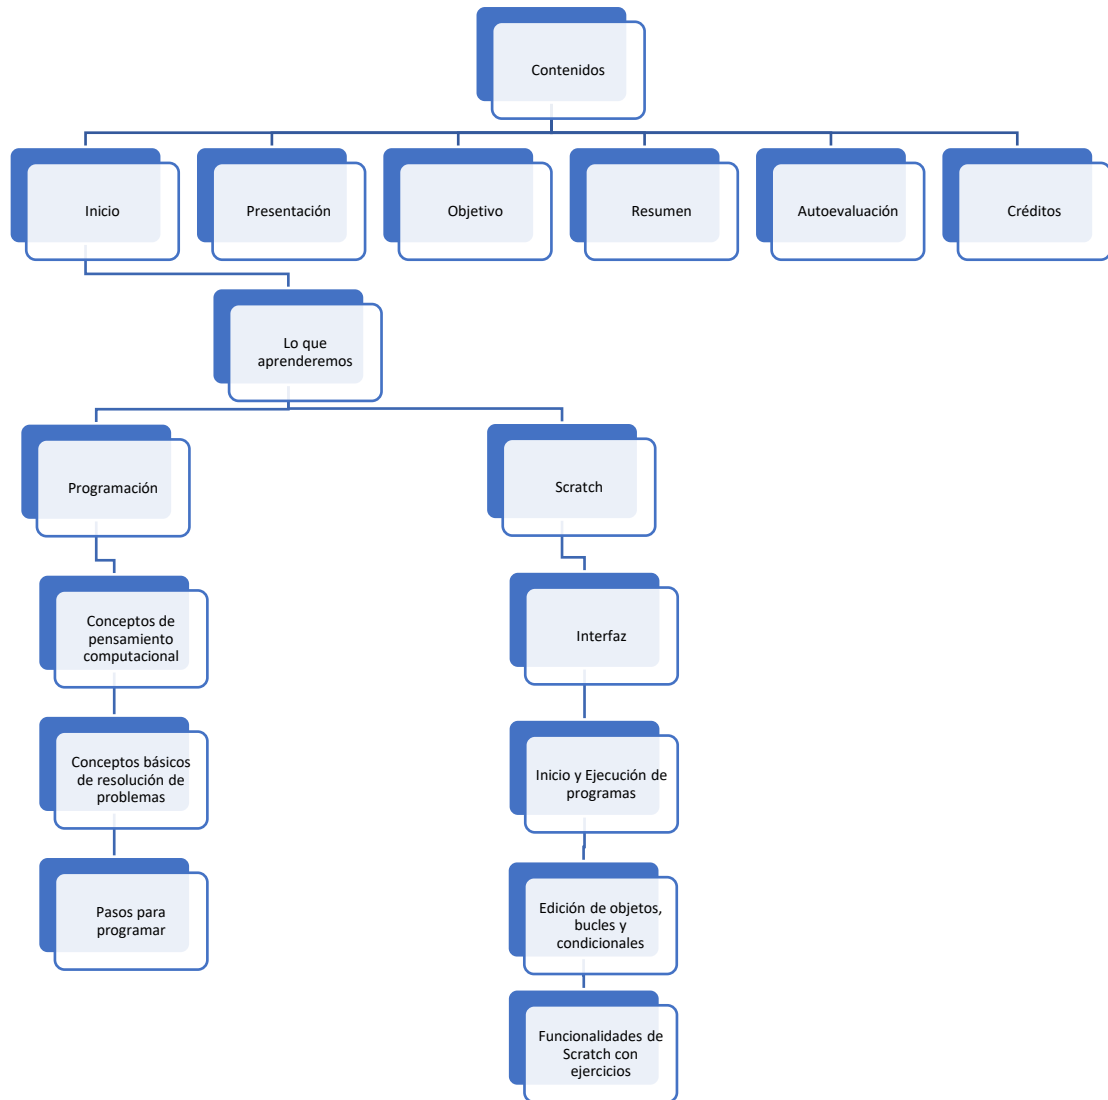 Contenidos
Inicio
Presentación
Objetivo
Resumen
Autoevaluación
Créditos
Lo que
aprenderemos
Programación
Scratch
Conceptos de
pensamiento
computacional
Interfaz
Conceptos básicos
de resolución de
problemas
Inicio y Ejecución de
programas
Pasos para
programar
Edición de objetos,
bucles y
condicionales
Funcionalidades de
Scratch con
ejercicios